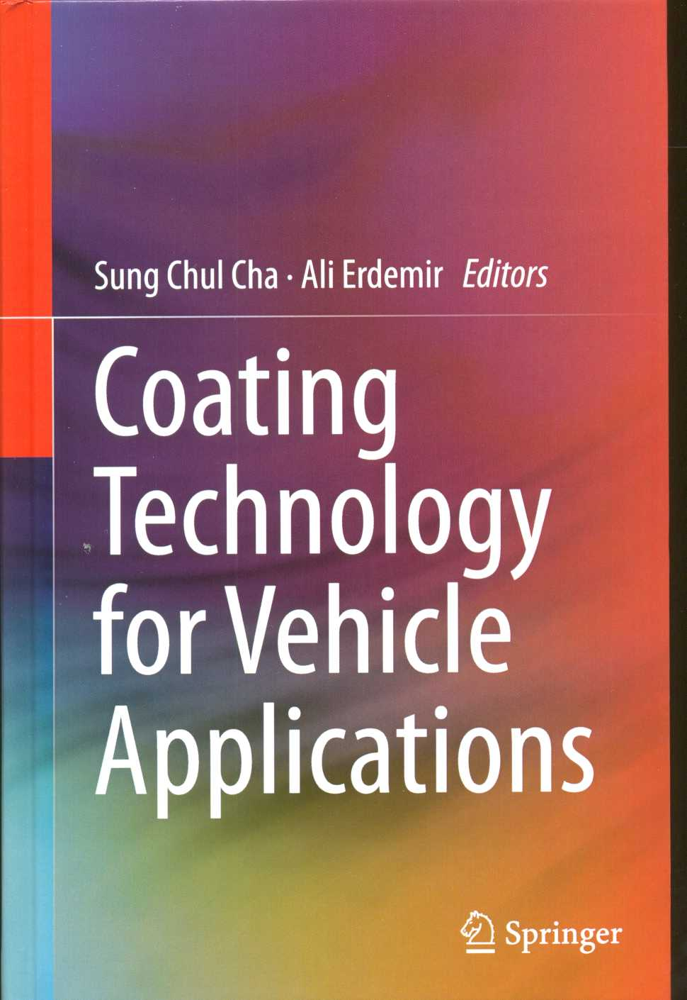 Sung Chul Cha · Ali Erdemir Editors
Coating
Technology
for Vehicle
Applications
Springer